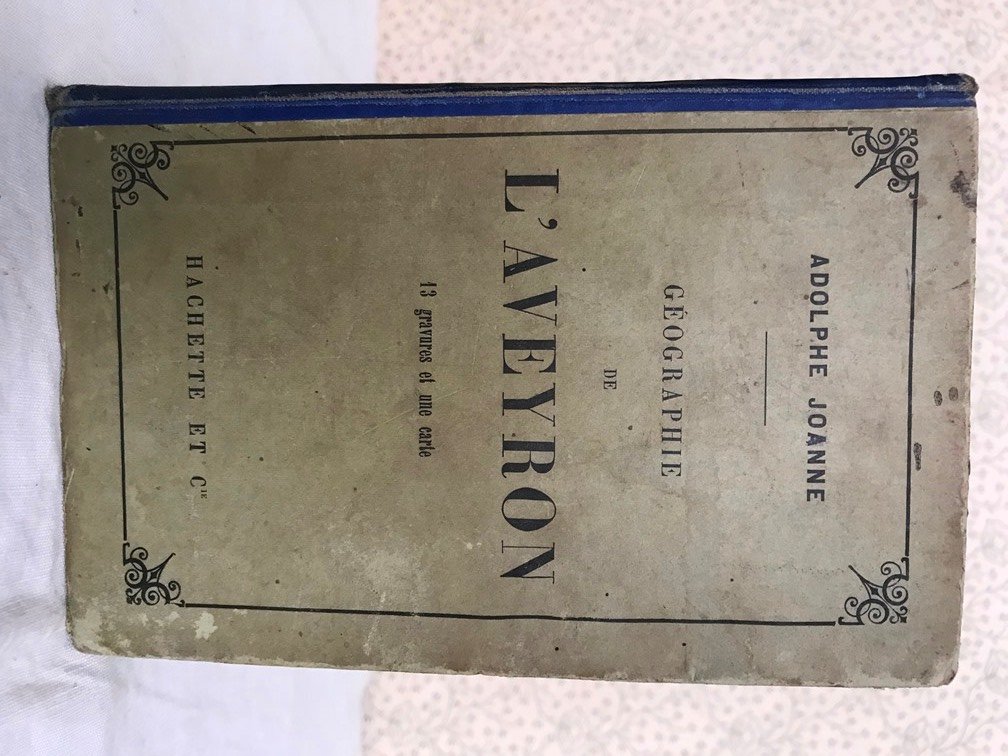 ADOLPHE JOANNE
GÉOGRAPHIE
DE
L'AVEYRON
13 gravures et une carte
HACHETTE ET Cᴵᴱ